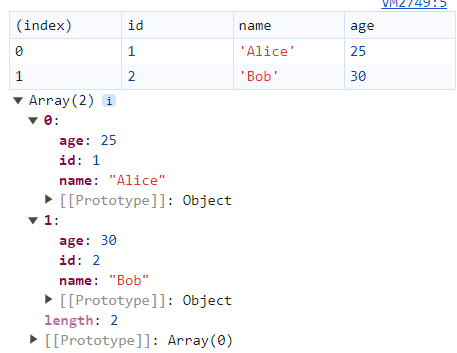 VM2749:5
(index) id name age
0 1 'Alice' 25
1 2 'Bob' 30
▼ Array(2) i
▼ 0:
age: 25
id: 1
name: "Alice"
▶ [[Prototype]]: Object
▼ 1:
age: 30
id: 2
name: "Bob"
▶ [[Prototype]]: Object
length: 2
▶ [[Prototype]]: Array(0)